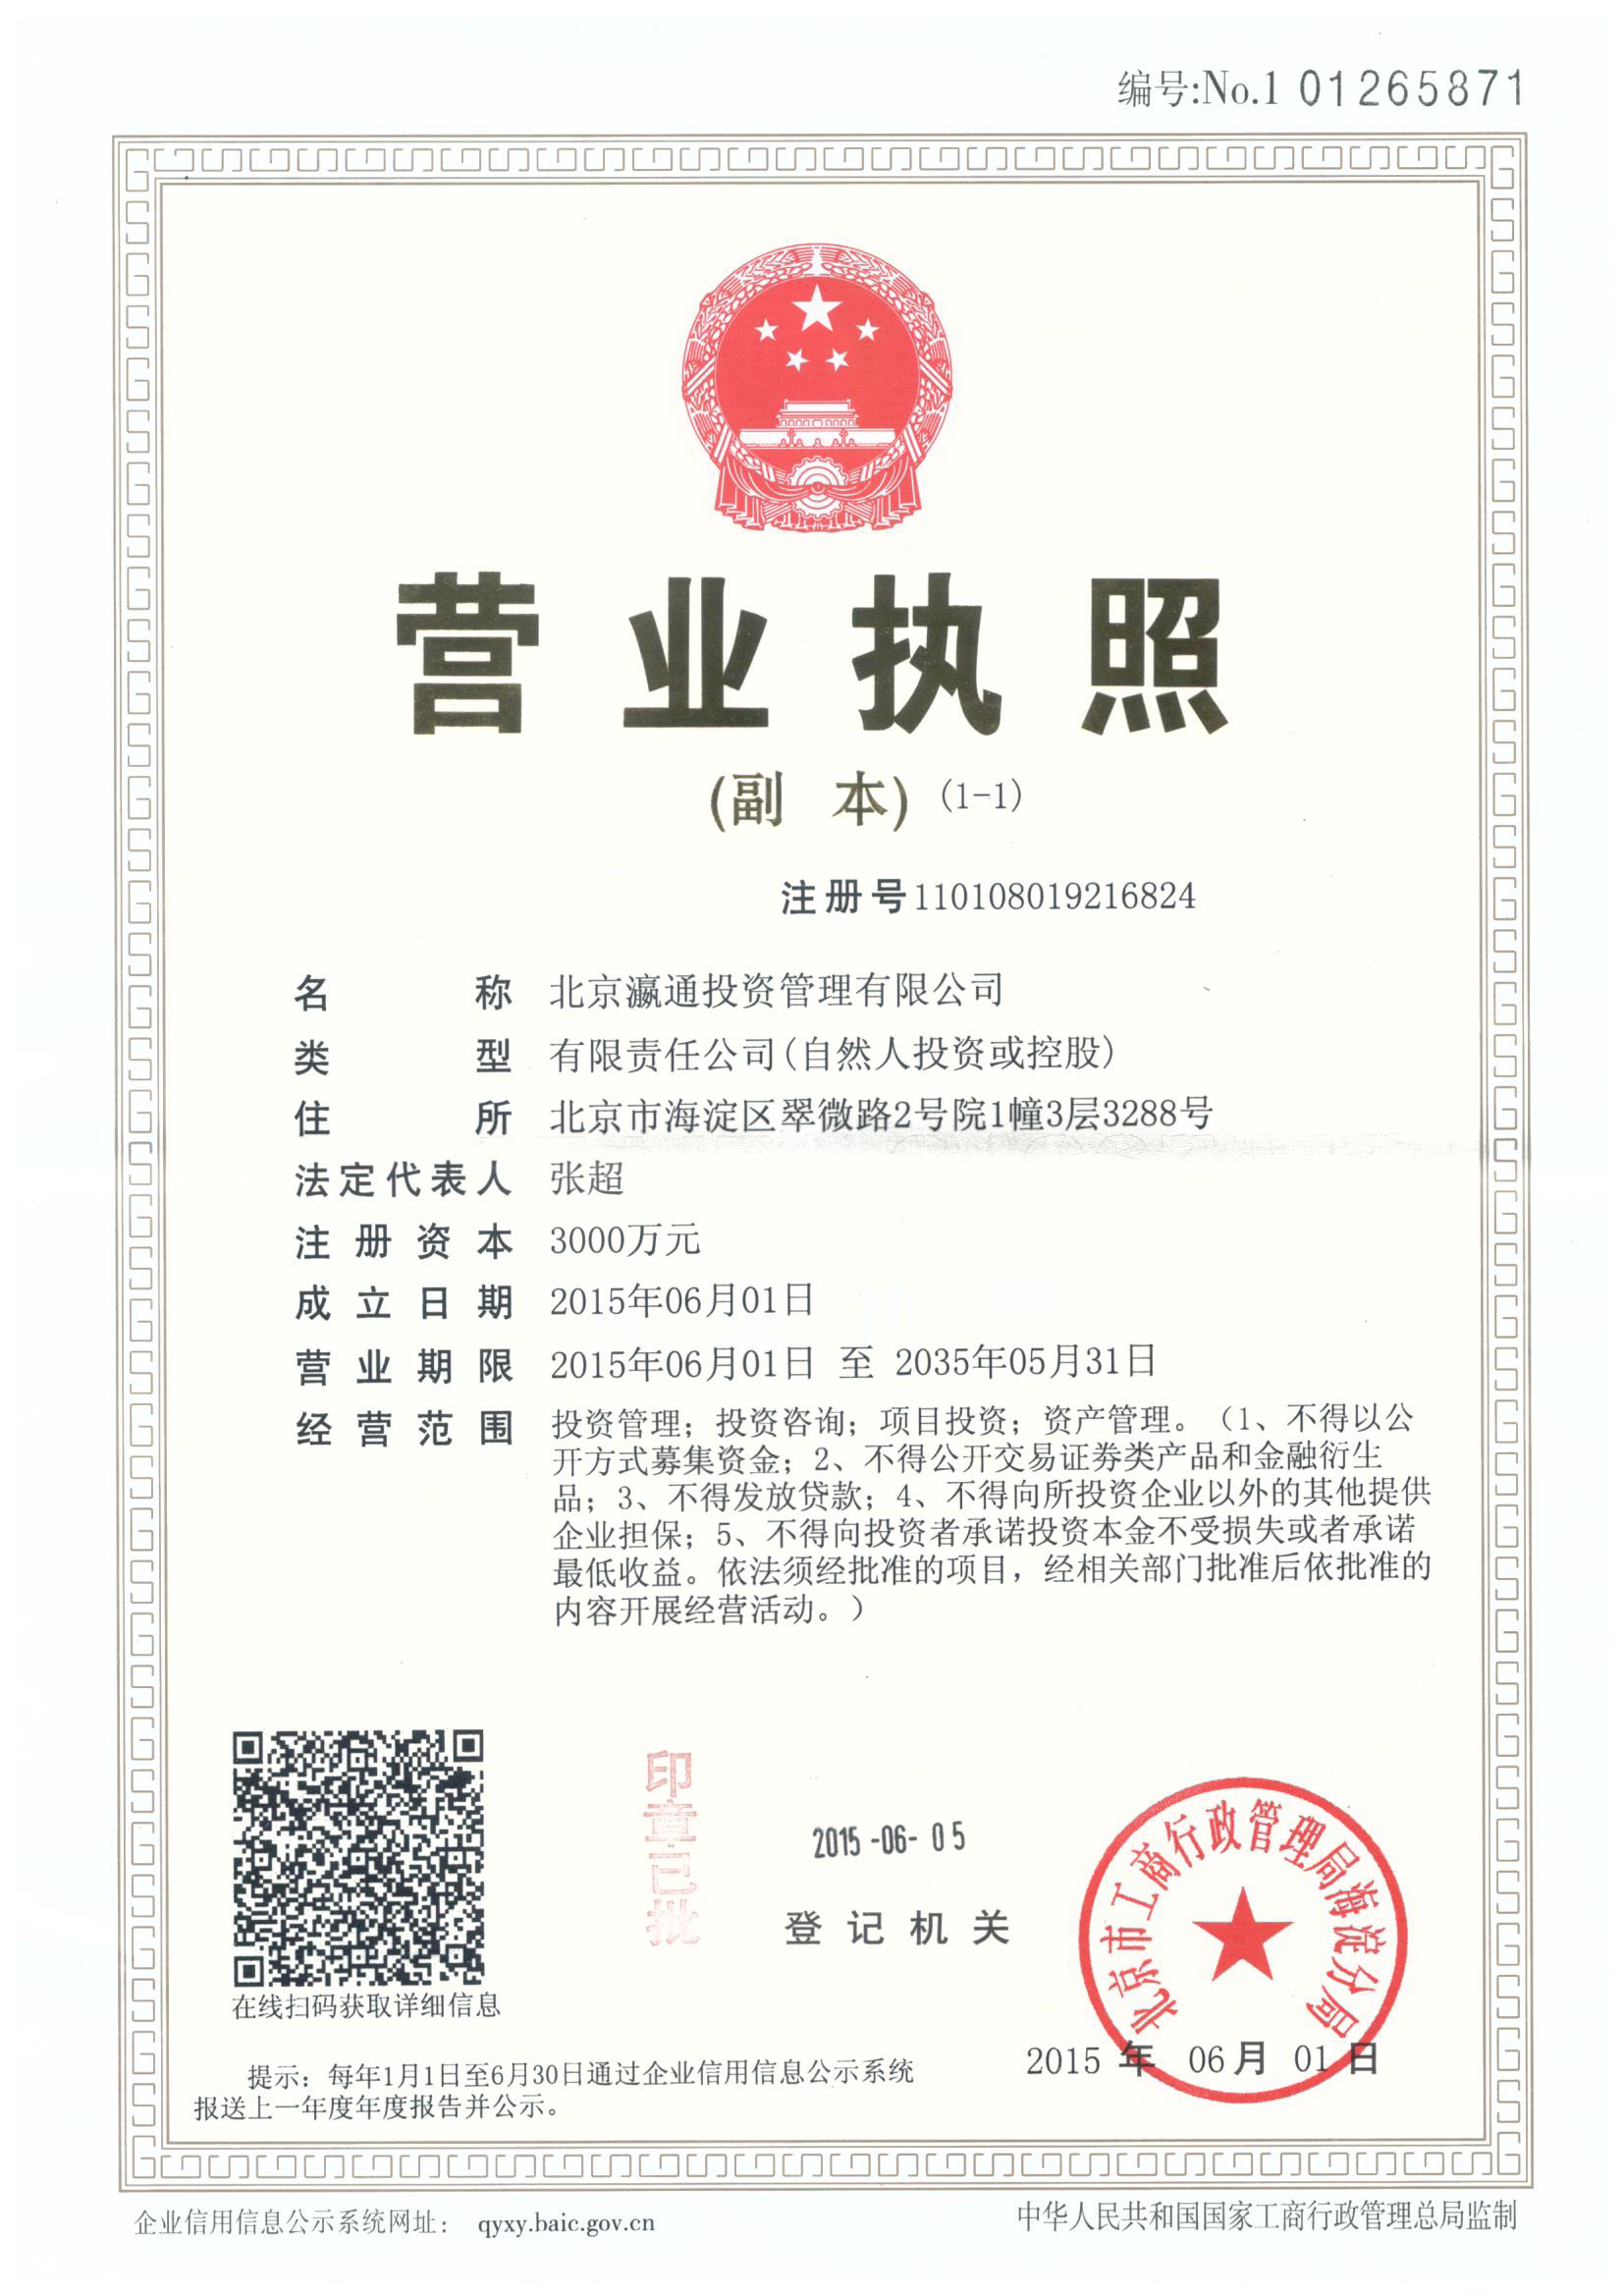 编号:No.1 01265871
营业执照
(副 本) (1-1)
注册号110108019216824
名 称 北京瀛通投资管理有限公司
类 型 有限责任公司(自然人投资或控股)
住 所 北京市海淀区翠微路2号院1幢3层3288号
法定代表人 张超
注册资本 3000万元
成立日期 2015年06月01日
营业期限 2015年06月01日 至 2035年05月31日
经营范围 投资管理；投资咨询；项目投资；资产管理。（1、不得以公
开方式募集资金；2、不得公开交易证券类产品和金融衍生
品；3、不得发放贷款；4、不得向所投资企业以外的其他提供
企业担保；5、不得向投资者承诺投资本金不受损失或者承诺
最低收益。依法须经批准的项目，经相关部门批准后依批准的
内容开展经营活动。）
在线扫码获取详细信息
印章已批
2015-06-05
登记机关
北京市工商行政管理局海淀分局
2015 年 06 月 01 日
提示：每年1月1日至6月30日通过企业信用信息公示系统
报送上一年度年度报告并公示。
企业信用信息公示系统网址： qyxy.baic.gov.cn
中华人民共和国国家工商行政管理总局监制